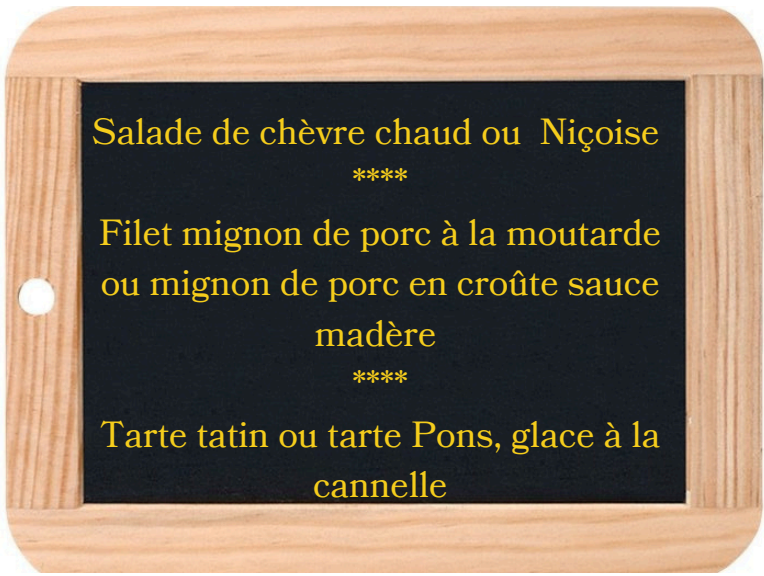 Salade de chèvre chaud ou Niçoise
****
Filet mignon de porc à la moutarde
ou mignon de porc en croûte sauce
madère
****
Tarte tatin ou tarte Pons, glace à la
cannelle